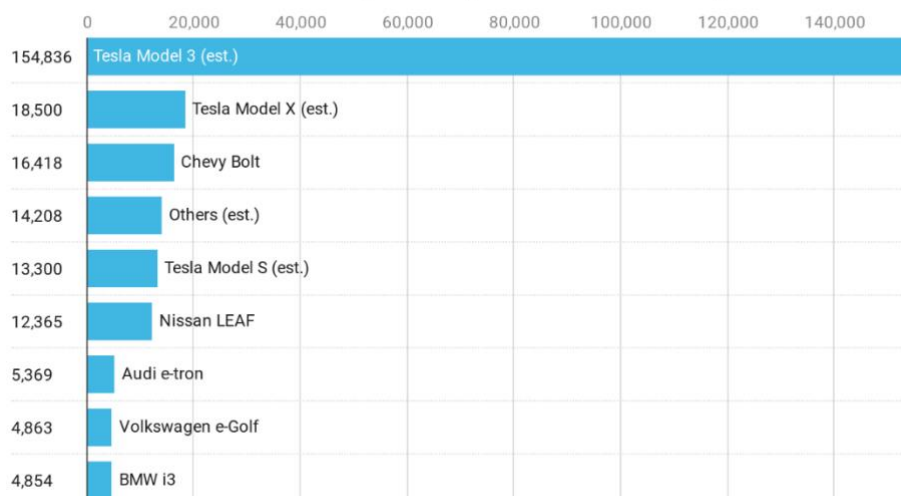 0 20,000 40,000 60,000 80,000 100,000 120,000 140,000
154,836 Tesla Model 3 (est.)
18,500 Tesla Model X (est.)
16,418 Chevy Bolt
14,208 Others (est.)
13,300 Tesla Model S (est.)
12,365 Nissan LEAF
5,369 Audi e-tron
4,863 Volkswagen e-Golf
4,854 BMW i3